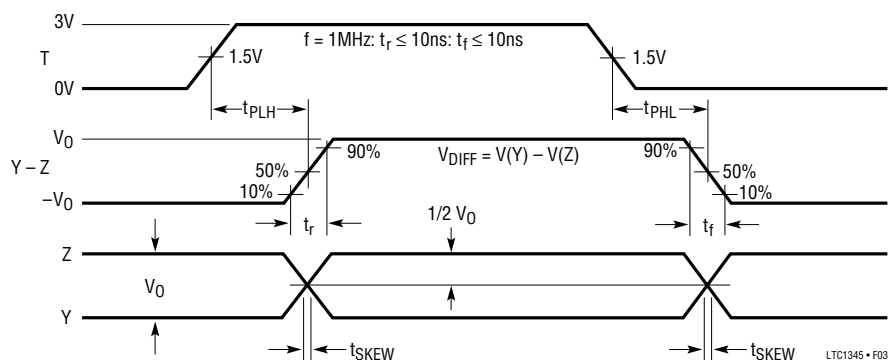 3V
f = 1MHz: tr ≤ 10ns: tf ≤ 10ns
T
1.5V
1.5V
0V
tPLH
tPHL
VO
90%
VDIFF = V(Y) – V(Z)
90%
Y – Z
50%
50%
10%
10%
–VO
tr
1/2 VO
tf
Z
VO
Y
tSKEW
tSKEW
LTC1345 • F03